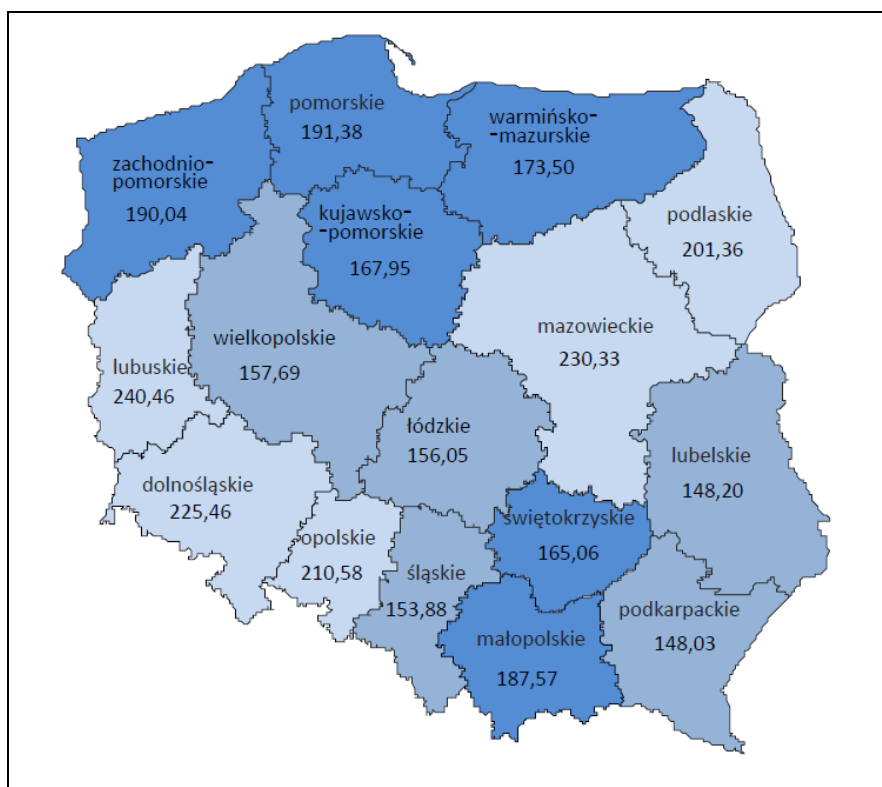 pomorskie
191,38
warmińsko-
-mazurskie
173,50
zachodnio-
pomorskie
190,04
kujawsko-
-pomorskie
167,95
podlaskie
201,36
mazowieckie
230,33
wielkopolskie
157,69
lubuskie
240,46
łódzkie
156,05
lubelskie
148,20
dolnośląskie
225,46
świętokrzyskie
165,06
opolskie
210,58
śląskie
153,88
podkarpackie
148,03
małopolskie
187,57